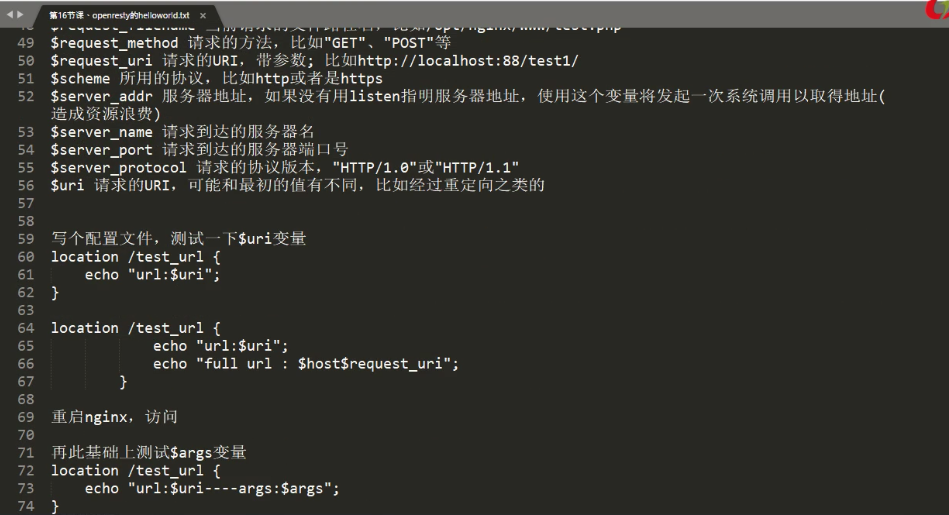 第16节课 - openresty的helloworld.txt ×
49 $request_method 请求的方法，比如"GET"、"POST"等
50 $request_uri 请求的URI，带参数; 比如http://localhost:88/test1/
51 $scheme 所用的协议，比如http或者是https
52 $server_addr 服务器地址，如果没有用listen指明服务器地址，使用这个变量将发起一次系统调用以取得地址(
造成资源浪费)
53 $server_name 请求到达的服务器名
54 $server_port 请求到达的服务器端口号
55 $server_protocol 请求的协议版本，"HTTP/1.0"或"HTTP/1.1"
56 $uri 请求的URI，可能和最初的值有不同，比如经过重定向之类的
57
58
59 写个配置文件，测试一下$uri变量
60 location /test_url {
61     echo "url:$uri";
62 }
63
64 location /test_url {
65             echo "url:$uri";
66             echo "full url : $host$request_uri";
67         }
68
69 重启nginx，访问
70
71 再此基础上测试$args变量
72 location /test_url {
73     echo "url:$uri----args:$args";
74 }